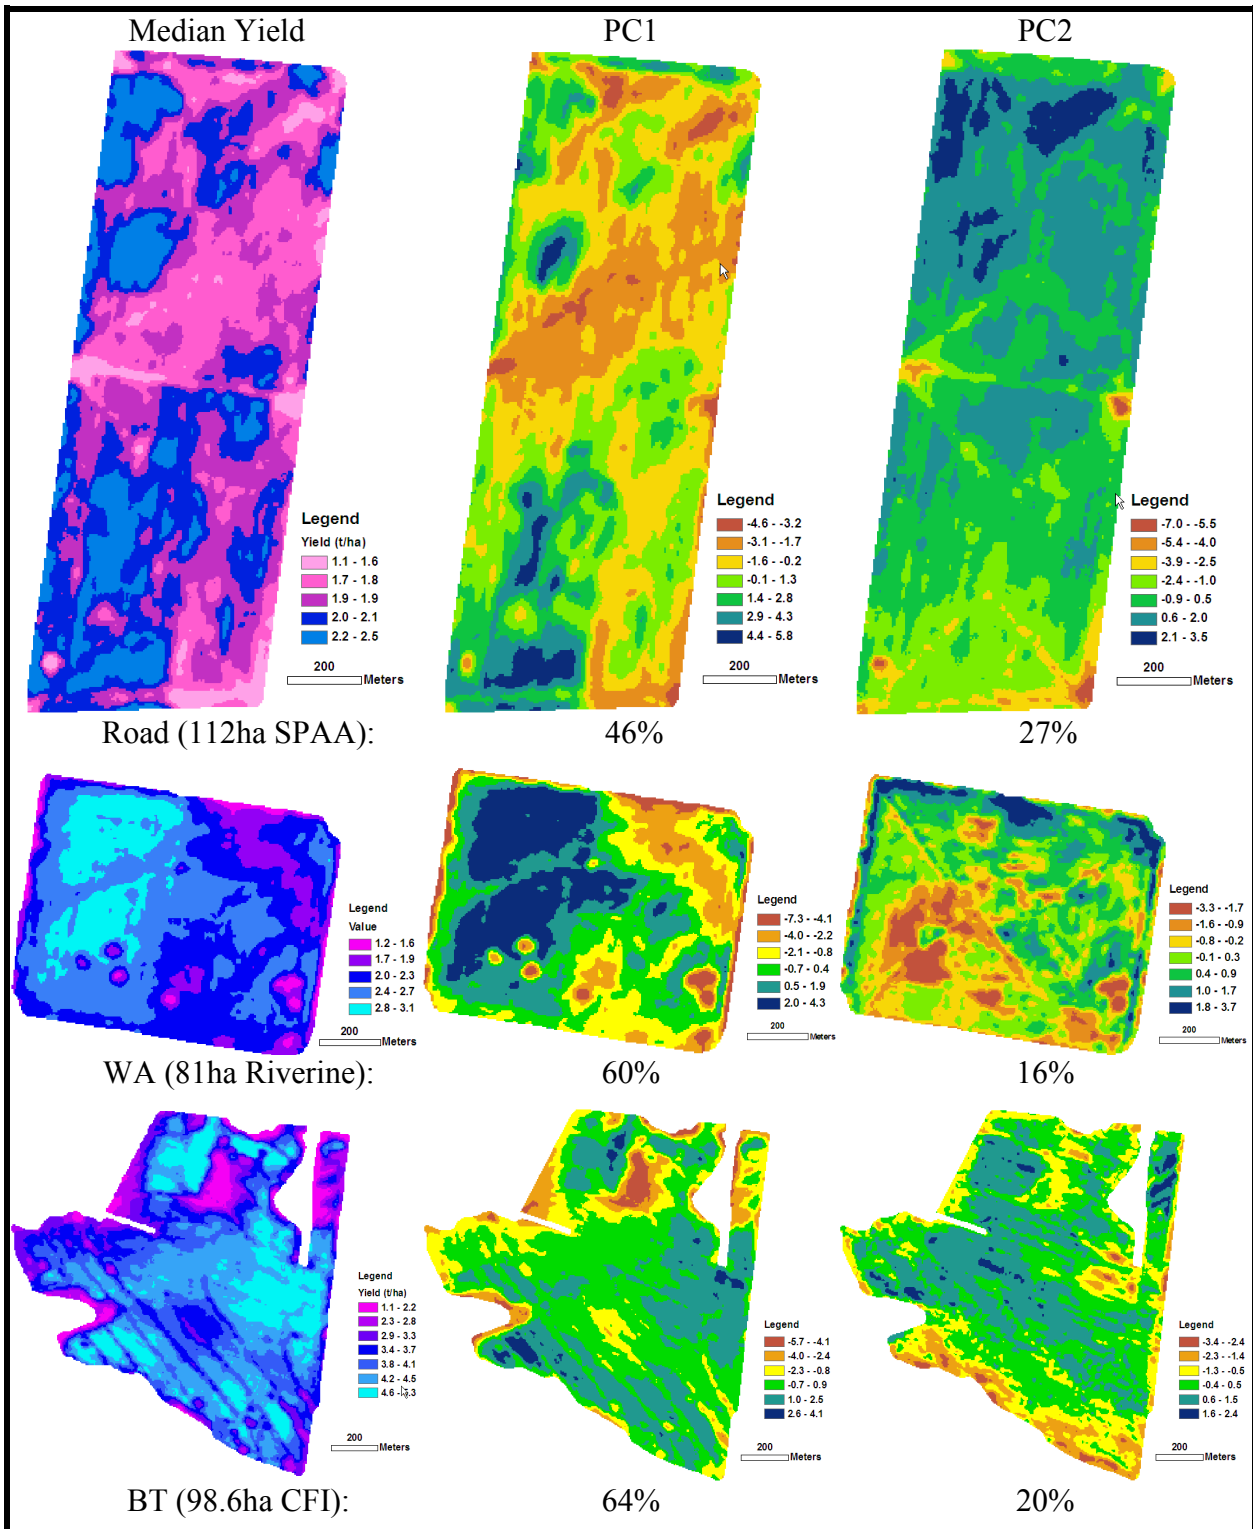 Median Yield
PC1
PC2
Legend
Yield (t/ha)
1.1 - 1.6
1.7 - 1.8
1.9 - 1.9
2.0 - 2.1
2.2 - 2.5
200
Meters
Legend
-4.6 - -3.2
-3.1 - -1.7
-1.6 - -0.2
-0.1 - 1.3
1.4 - 2.8
2.9 - 4.3
4.4 - 5.8
200
Meters
Legend
-7.0 - -5.5
-5.4 - -4.0
-3.9 - -2.5
-2.4 - -1.0
-0.9 - 0.5
0.6 - 2.0
2.1 - 3.5
200
Meters
Road (112ha SPAA):
46%
27%
Legend
Value
1.2 - 1.6
1.7 - 1.9
2.0 - 2.3
2.4 - 2.7
2.8 - 3.1
200
Meters
Legend
-7.3 - -4.1
-4.0 - -2.2
-2.1 - -0.8
-0.7 - 0.4
0.5 - 1.9
2.0 - 4.3
200
Meters
Legend
-3.3 - -1.7
-1.6 - -0.9
-0.8 - -0.2
-0.1 - 0.3
0.4 - 0.9
1.0 - 1.7
1.8 - 3.7
200
Meters
WA (81ha Riverine):
60%
16%
Legend
Yield (t/ha)
1.1 - 2.2
2.3 - 2.8
2.9 - 3.3
3.4 - 3.7
3.8 - 4.1
4.2 - 4.5
4.6 -
200
Meters
Legend
-5.7 - -4.1
-4.0 - -2.4
-2.3 - -0.8
-0.7 - 0.9
1.0 - 2.5
2.6 - 4.1
200
Meters
Legend
-3.4 - -2.4
-2.3 - -1.4
-1.3 - -0.5
-0.4 - 0.5
0.6 - 1.5
1.6 - 2.4
200
Meters
BT (98.6ha CFI):
64%
20%